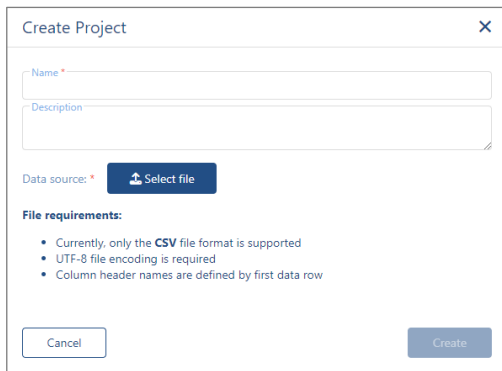 Create Project
Name *
Description
Data source: * Select file
File requirements:
Currently, only the CSV file format is supported
UTF-8 file encoding is required
Column header names are defined by first data row
Cancel Create